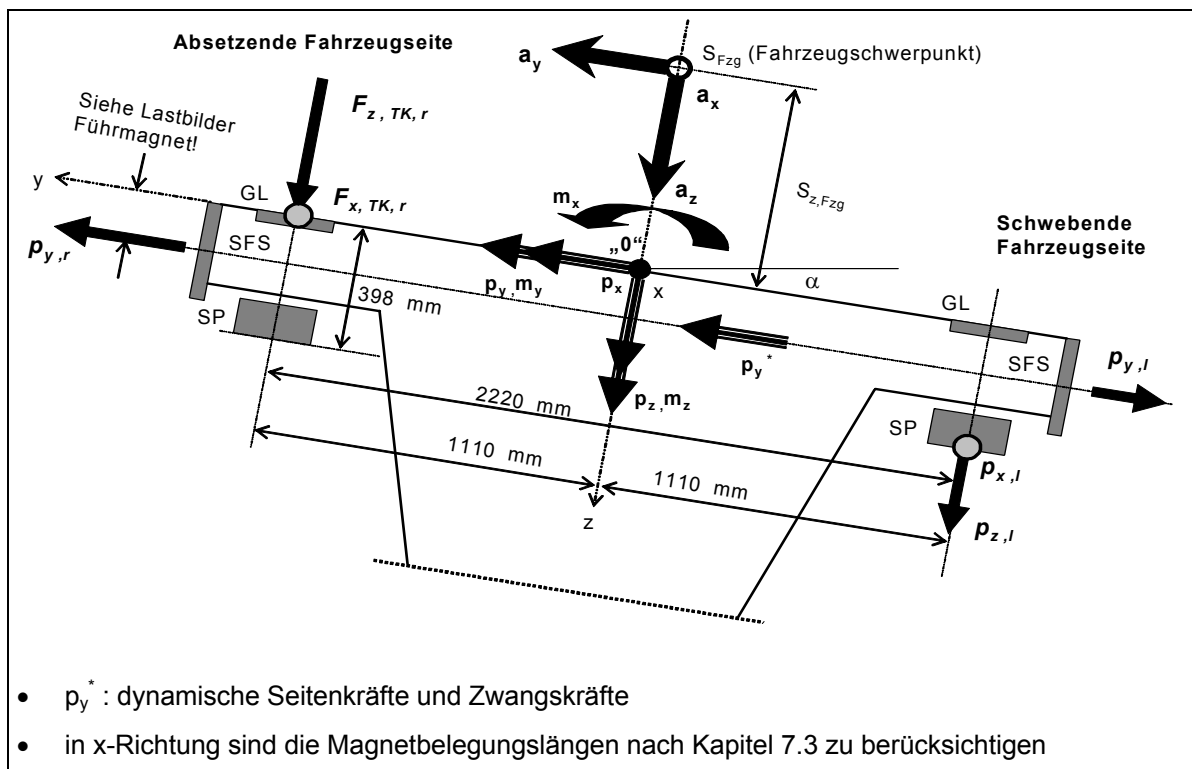 Absetzende Fahrzeugseite
S_Fzg (Fahrzeugschwerpunkt)
a_y
a_x
Siehe Lastbilder
Führmagnet!
F_z, TK, r
S_z,Fzg
a_z
m_x
y
GL
F_x, TK, r
„0“
Schwebende
Fahrzeugseite
p_y,r
SFS
p_y,m_y
p_x
x
α
GL
SP
398 mm
p_y*
SFS
p_y,l
p_z,m_z
2220 mm
SP
1110 mm
1110 mm
p_x,l
z
p_z,l
• p_y* : dynamische Seitenkräfte und Zwangskräfte
• in x-Richtung sind die Magnetbelegungslängen nach Kapitel 7.3 zu berücksichtigen